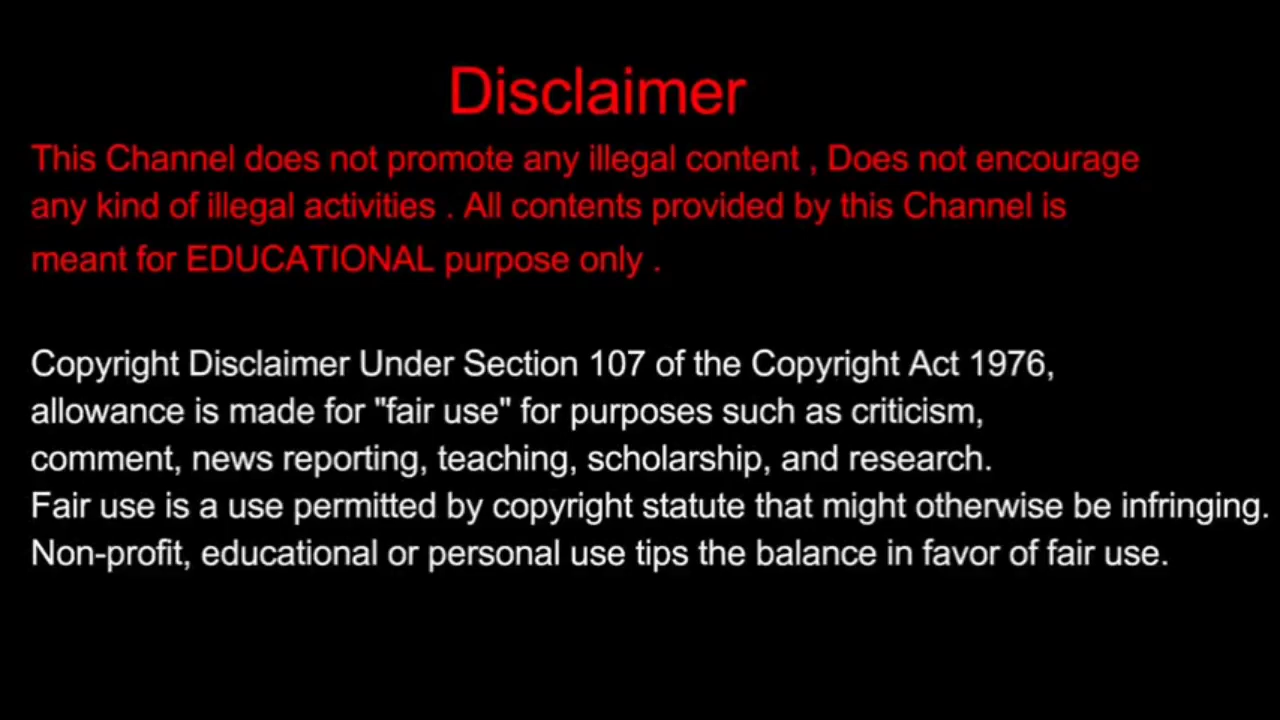 Disclaimer
This Channel does not promote any illegal content , Does not encourage
any kind of illegal activities . All contents provided by this Channel is
meant for EDUCATIONAL purpose only .
Copyright Disclaimer Under Section 107 of the Copyright Act 1976,
allowance is made for "fair use" for purposes such as criticism,
comment, news reporting, teaching, scholarship, and research.
Fair use is a use permitted by copyright statute that might otherwise be infringing.
Non-profit, educational or personal use tips the balance in favor of fair use.